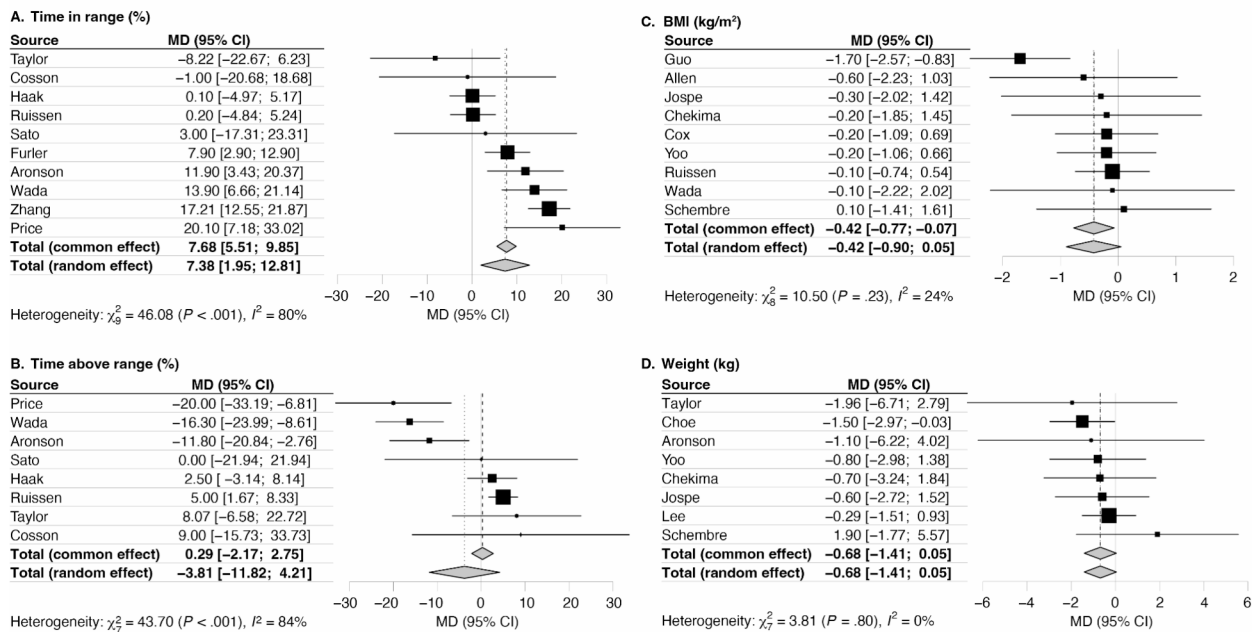 A. Time in range (%)
Source MD (95% CI)
Taylor −8.22 [−22.67; 6.23]
Cosson −1.00 [−20.68; 18.68]
Haak 0.10 [−4.97; 5.17]
Ruissen 0.20 [−4.84; 5.24]
Sato 3.00 [−17.31; 23.31]
Furler 7.90 [2.90; 12.90]
Aronson 11.90 [3.43; 20.37]
Wada 13.90 [6.66; 21.14]
Zhang 17.21 [12.55; 21.87]
Price 20.10 [7.18; 33.02]
Total (common effect) 7.68 [5.51; 9.85]
Total (random effect) 7.38 [1.95; 12.81]
−30 −20 −10 0 10 20 30
MD (95% CI)
Heterogeneity: χ²₉ = 46.08 (P < .001), I² = 80%
B. Time above range (%)
Source MD (95% CI)
Price −20.00 [−33.19; −6.81]
Wada −16.30 [−23.99; −8.61]
Aronson −11.80 [−20.84; −2.76]
Sato 0.00 [−21.94; 21.94]
Haak 2.50 [−3.14; 8.14]
Ruissen 5.00 [1.67; 8.33]
Taylor 8.07 [−6.58; 22.72]
Cosson 9.00 [−15.73; 33.73]
Total (common effect) 0.29 [−2.17; 2.75]
Total (random effect) −3.81 [−11.82; 4.21]
−30 −20 −10 0 10 20 30
MD (95% CI)
Heterogeneity: χ²₇ = 43.70 (P < .001), I² = 84%
C. BMI (kg/m²)
Source MD (95% CI)
Guo −1.70 [−2.57; −0.83]
Allen −0.60 [−2.23; 1.03]
Jospe −0.30 [−2.02; 1.42]
Chekima −0.20 [−1.85; 1.45]
Cox −0.20 [−1.09; 0.69]
Yoo −0.20 [−1.06; 0.66]
Ruissen −0.10 [−0.74; 0.54]
Wada −0.10 [−2.22; 2.02]
Schembre 0.10 [−1.41; 1.61]
Total (common effect) −0.42 [−0.77; −0.07]
Total (random effect) −0.42 [−0.90; 0.05]
−2 −1 0 1 2
MD (95% CI)
Heterogeneity: χ²₈ = 10.50 (P = .23), I² = 24%
D. Weight (kg)
Source MD (95% CI)
Taylor −1.96 [−6.71; 2.79]
Choe −1.50 [−2.97; −0.03]
Aronson −1.10 [−6.22; 4.02]
Yoo −0.80 [−2.98; 1.38]
Chekima −0.70 [−3.24; 1.84]
Jospe −0.60 [−2.72; 1.52]
Lee −0.29 [−1.51; 0.93]
Schembre 1.90 [−1.77; 5.57]
Total (common effect) −0.68 [−1.41; 0.05]
Total (random effect) −0.68 [−1.41; 0.05]
−6 −4 −2 0 2 4 6
MD (95% CI)
Heterogeneity: χ²₇ = 3.81 (P = .80), I² = 0%